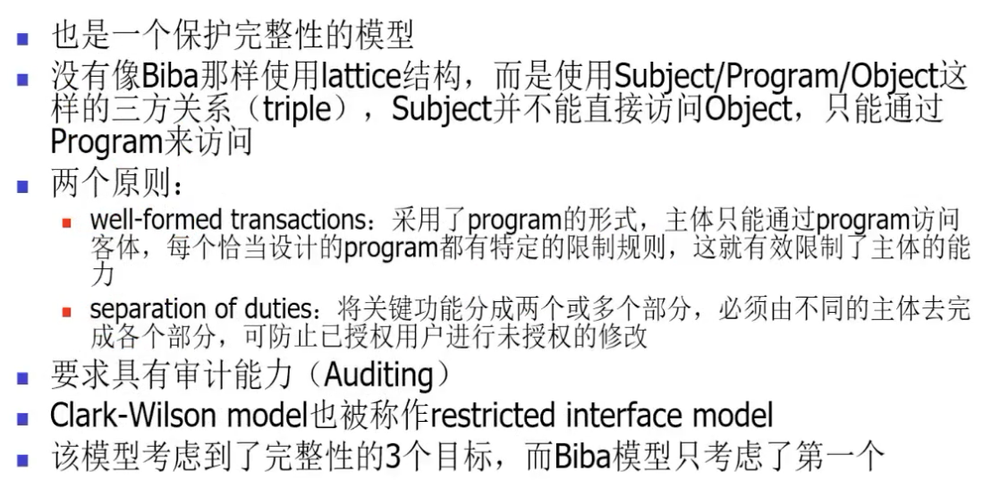 也是一个保护完整性的模型
没有像Biba那样使用lattice结构，而是使用Subject/Program/Object这
样的三方关系（triple），Subject并不能直接访问Object，只能通过
Program来访问
两个原则：
well-formed transactions：采用了program的形式，主体只能通过program访问
客体，每个恰当设计的program都有特定的限制规则，这就有效限制了主体的能
力
separation of duties：将关键功能分成两个或多个部分，必须由不同的主体去完
成各个部分，可防止已授权用户进行未授权的修改
要求具有审计能力（Auditing）
Clark-Wilson model也被称作restricted interface model
该模型考虑到了完整性的3个目标，而Biba模型只考虑了第一个